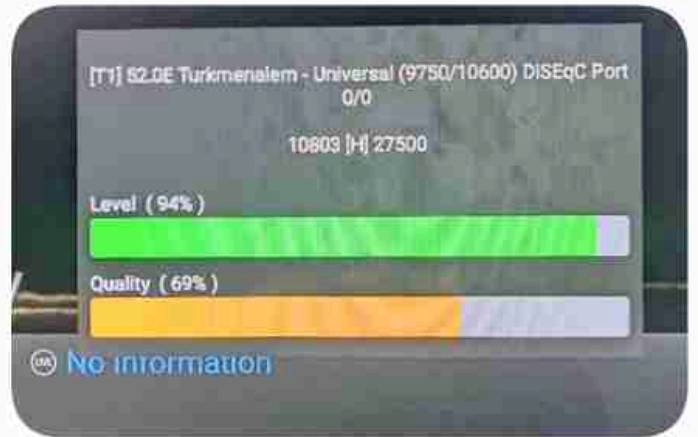 [T1] 52.0E Turkmenalem - Universal (9750/10600) DiSEqC Port
0/0
10803 [H] 27500
Level (94%)
Quality (69%)
LIVE
No information